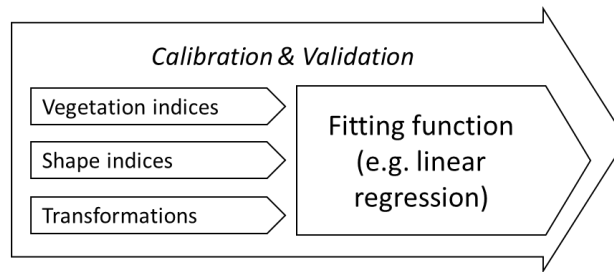 Calibration & Validation
Vegetation indices
Shape indices
Transformations
Fitting function
(e.g. linear
regression)